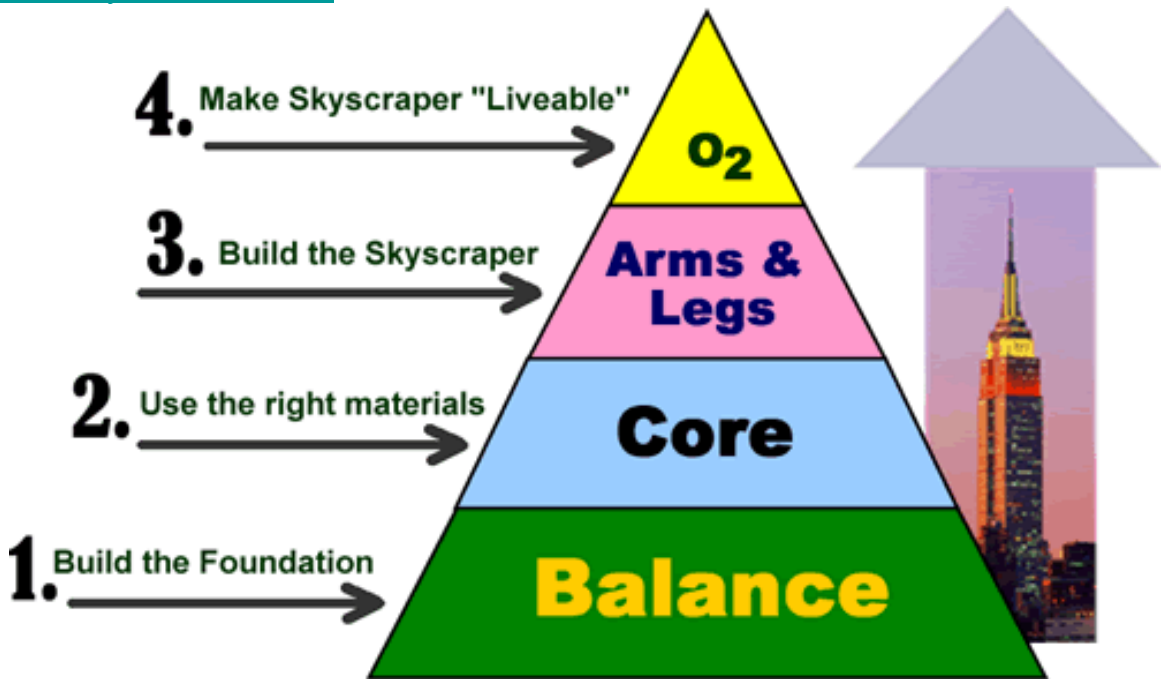 4. Make Skyscraper "Liveable"
O2
3. Build the Skyscraper
Arms &
Legs
2. Use the right materials
Core
1. Build the Foundation
Balance